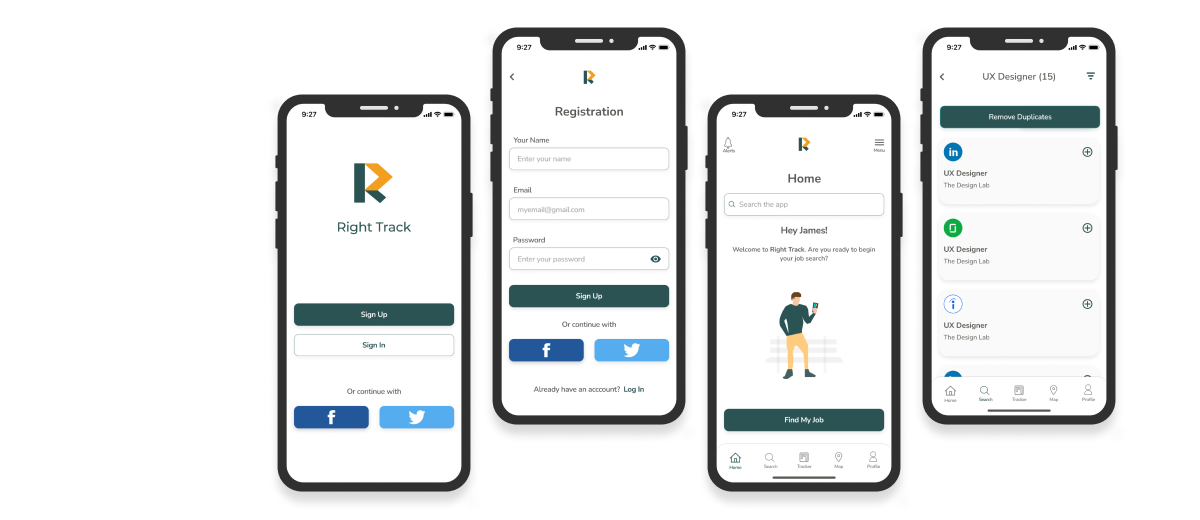 9:27
Right Track
Sign Up
Sign In
Or continue with
f
9:27
Registration
Your Name
Enter your name
Email
myemail@gmail.com
Password
Enter your password
Sign Up
Or continue with
f
Already have an acccount? Log In
9:27
Alerts
Menu
Home
Search the app
Hey James!
Welcome to Right Track. Are you ready to begin
your job search?
Find My Job
Home Search Tracker Map Profile
9:27
UX Designer (15)
Remove Duplicates
in
UX Designer
The Design Lab
UX Designer
The Design Lab
i
UX Designer
The Design Lab
Home Search Tracker Map Profile